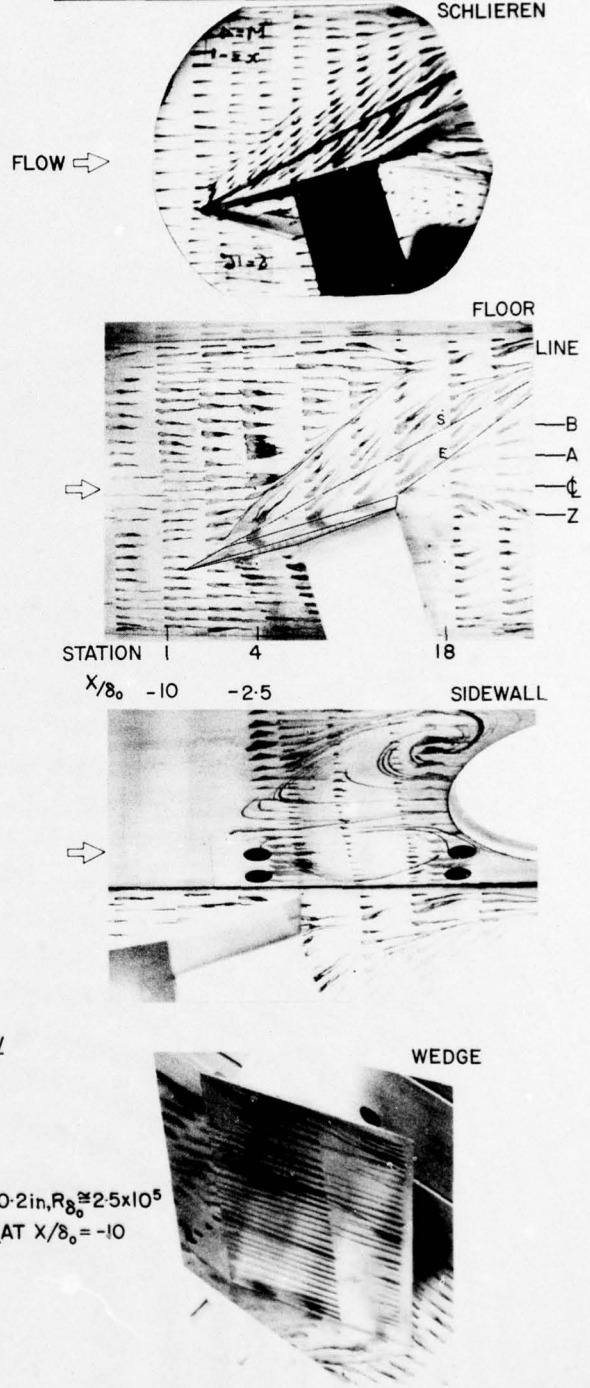 SCHLIEREN
FLOW
FLOOR
LINE
S
B
E
A
℄
Z
STATION 1 4 18
X/δ₀ -10 -2·5
SIDEWALL
WEDGE
0·2in, Rδ₀≅2·5x10⁵
AT X/δ₀ = -10